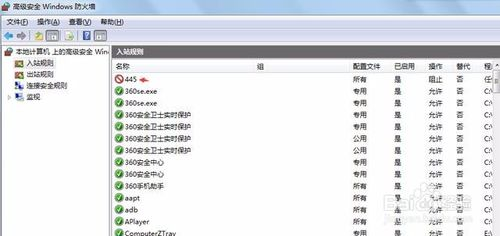 高级安全 Windows 防火墙
文件(F) 操作(A) 查看(V) 帮助(H)
本地计算机 上的高级安全 Win
入站规则
出站规则
连接安全规则
监视
入站规则
名称 组 配置文件 已启用 操作 替代 程
445 所有 是 阻止 否 任
360se.exe 专用 是 允许 否 C:\
360se.exe 专用 是 允许 否 C:\
360安全卫士实时保护 专用 是 允许 否 C:\
360安全卫士实时保护 专用 是 允许 否 C:\
360安全卫士实时保护 公用 是 允许 否 C:\
360安全卫士实时保护 公用 是 允许 否 C:\
360安全中心 专用 是 允许 否 C:\
360安全中心 专用 是 允许 否 C:\
360手机助手 所有 是 允许 否 C:\
aapt 所有 是 允许 否 C:\
adb 所有 是 允许 否
APlayer 所有 是 允许
ComputerZTray 专用 是 允许
Baidu 经验